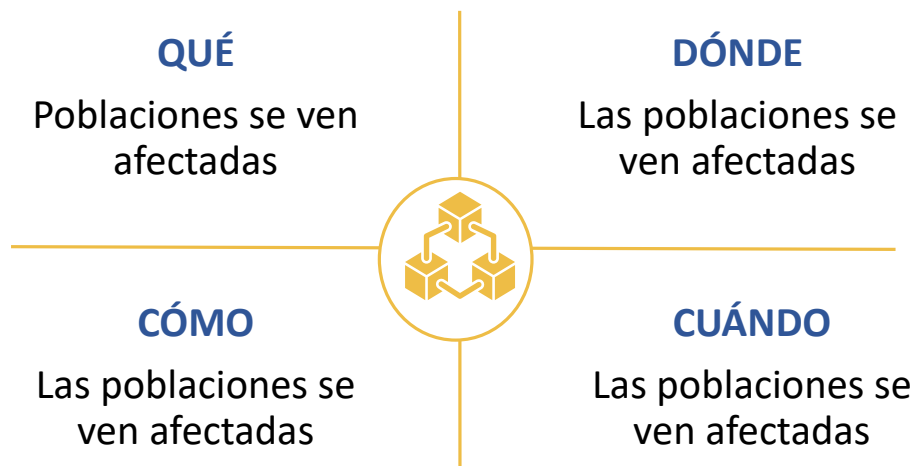 QUÉ
Poblaciones se ven
afectadas
DÓNDE
Las poblaciones se
ven afectadas
CÓMO
Las poblaciones se
ven afectadas
CUÁNDO
Las poblaciones se
ven afectadas